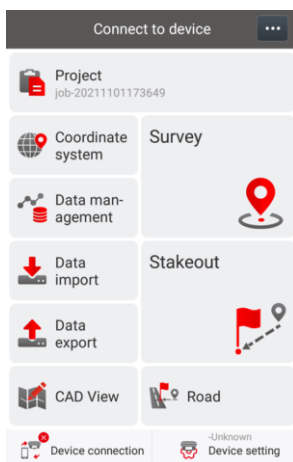 Connect to device
Project
job-20211101173649
Coordinate
system
Survey
Data man-
agement
Data
import
Stakeout
Data
export
CAD View
Road
Device connection
-Unknown
Device setting